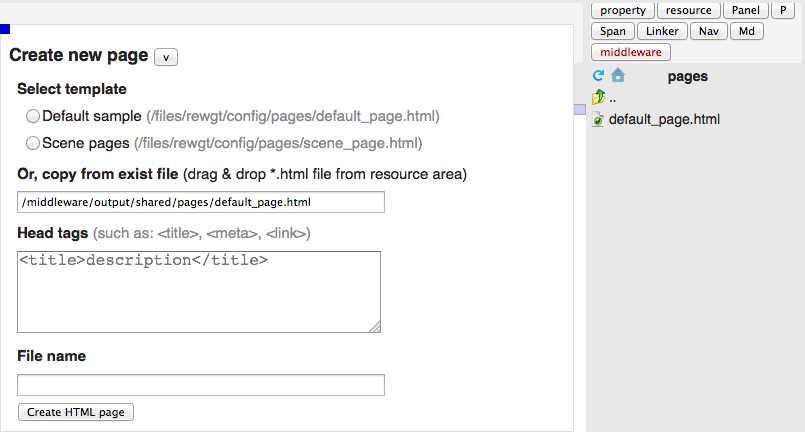 Create new page v
Select template
Default sample (/files/rewgt/config/pages/default_page.html)
Scene pages (/files/rewgt/config/pages/scene_page.html)
Or, copy from exist file (drag & drop *.html file from resource area)
/middleware/output/shared/pages/default_page.html
Head tags (such as: <title>, <meta>, <link>)
<title>description</title>
File name
Create HTML page
property resource Panel P
Span Linker Nav Md
middleware
pages
..
default_page.html